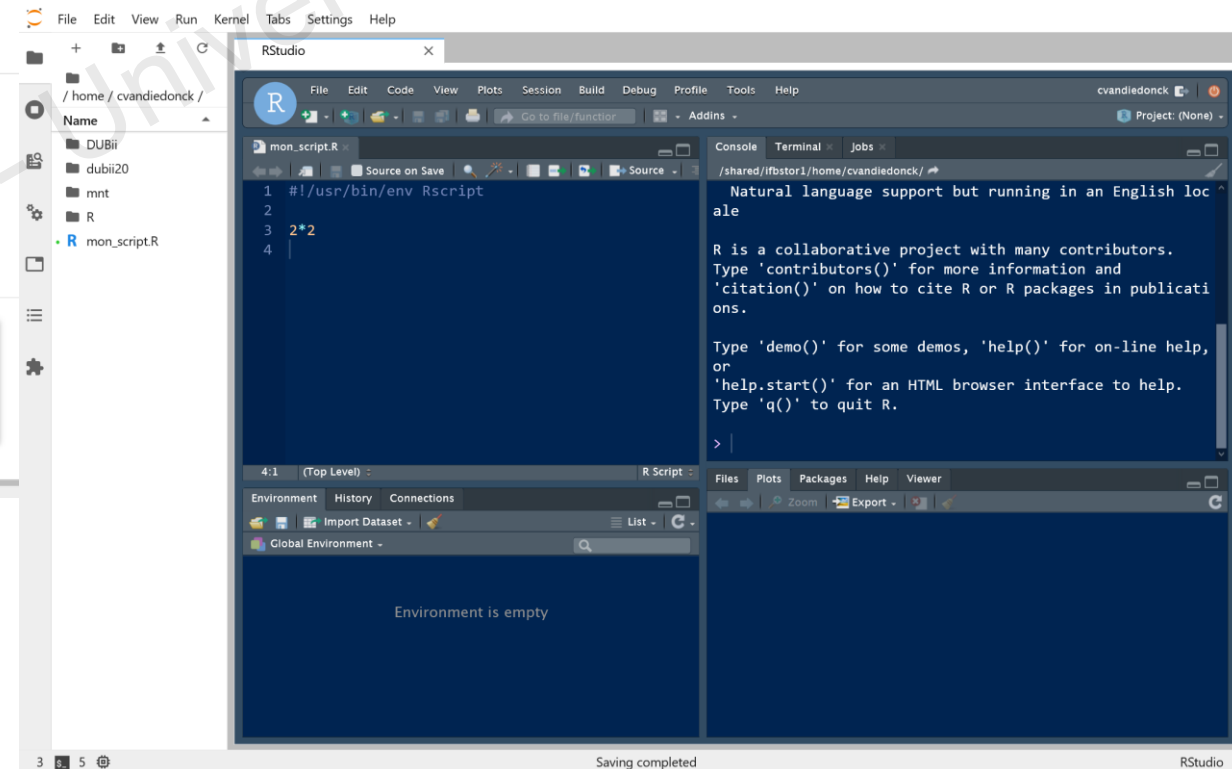 File Edit View Run Kernel Tabs Settings Help
RStudio
/ home / cvandiedonck /
Name
DUBii
dubii20
mnt
R
R mon_script.R
R
File Edit Code View Plots Session Build Debug Profile Tools Help
cvandiedonck
Go to file/function
Addins
Project: (None)
mon_script.R
Source on Save
Source
1 #!/usr/bin/env Rscript
2
3 2*2
4
4:1 (Top Level)
R Script
Environment History Connections
Import Dataset
List
Global Environment
Environment is empty
Console Terminal Jobs
/shared/ifbstor1/home/cvandiedonck/
Natural language support but running in an English loc
ale
R is a collaborative project with many contributors.
Type 'contributors()' for more information and
'citation()' on how to cite R or R packages in publicati
ons.
Type 'demo()' for some demos, 'help()' for on-line help,
or
'help.start()' for an HTML browser interface to help.
Type 'q()' to quit R.
>
Files Plots Packages Help Viewer
Zoom Export
3 $_ 5
Saving completed
RStudio